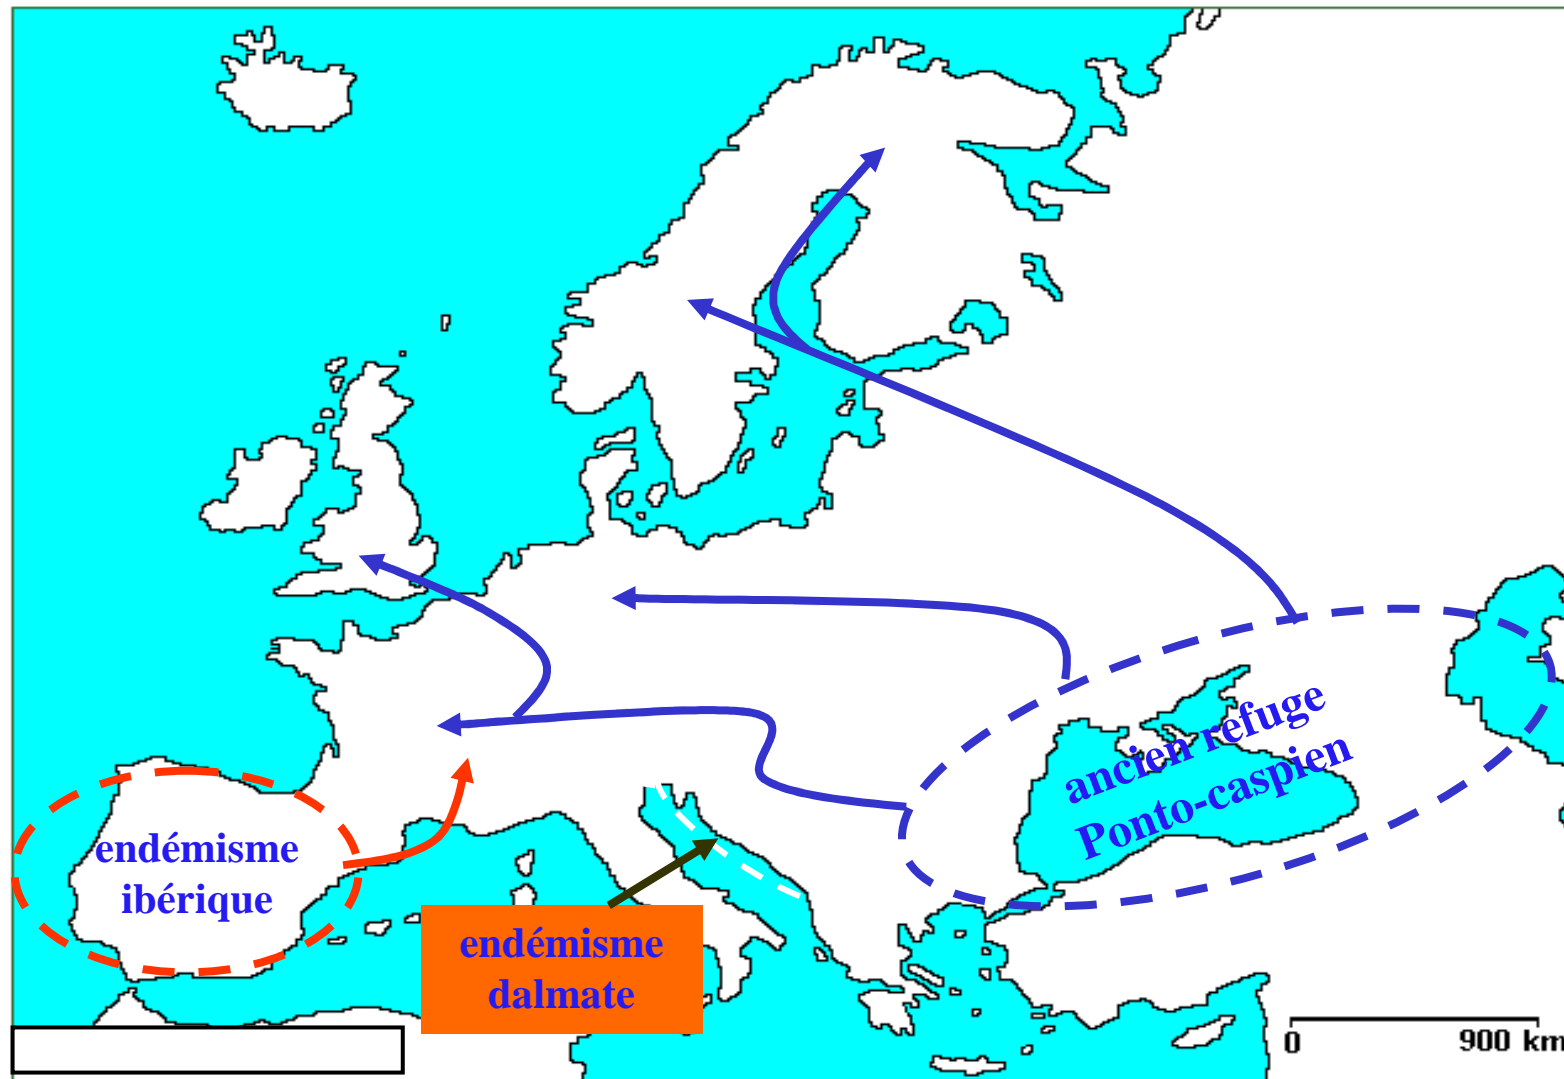 endémisme
ibérique
endémisme
dalmate
ancien refuge
Ponto-caspien
0 900 km